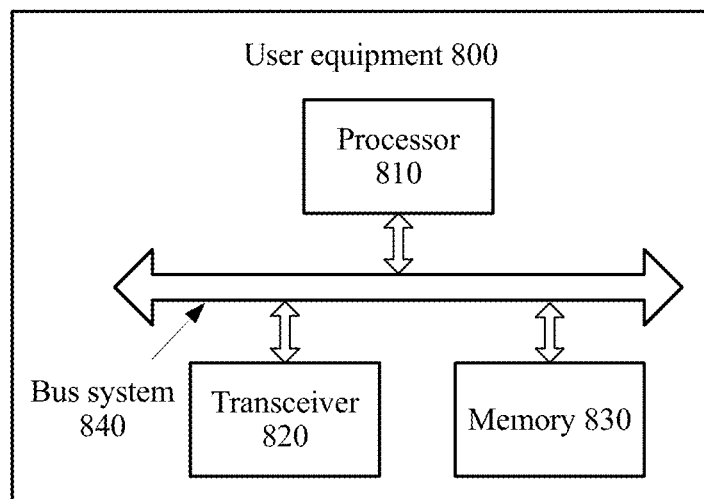 User equipment 800
Processor
810
Bus system
840
Transceiver
820
Memory 830